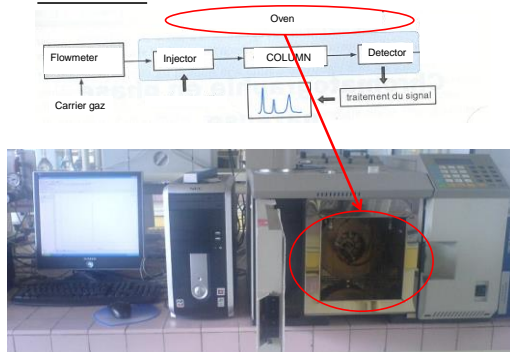 Oven
Flowmeter
Injector
COLUMN
Detector
Carrier gaz
traitement du signal